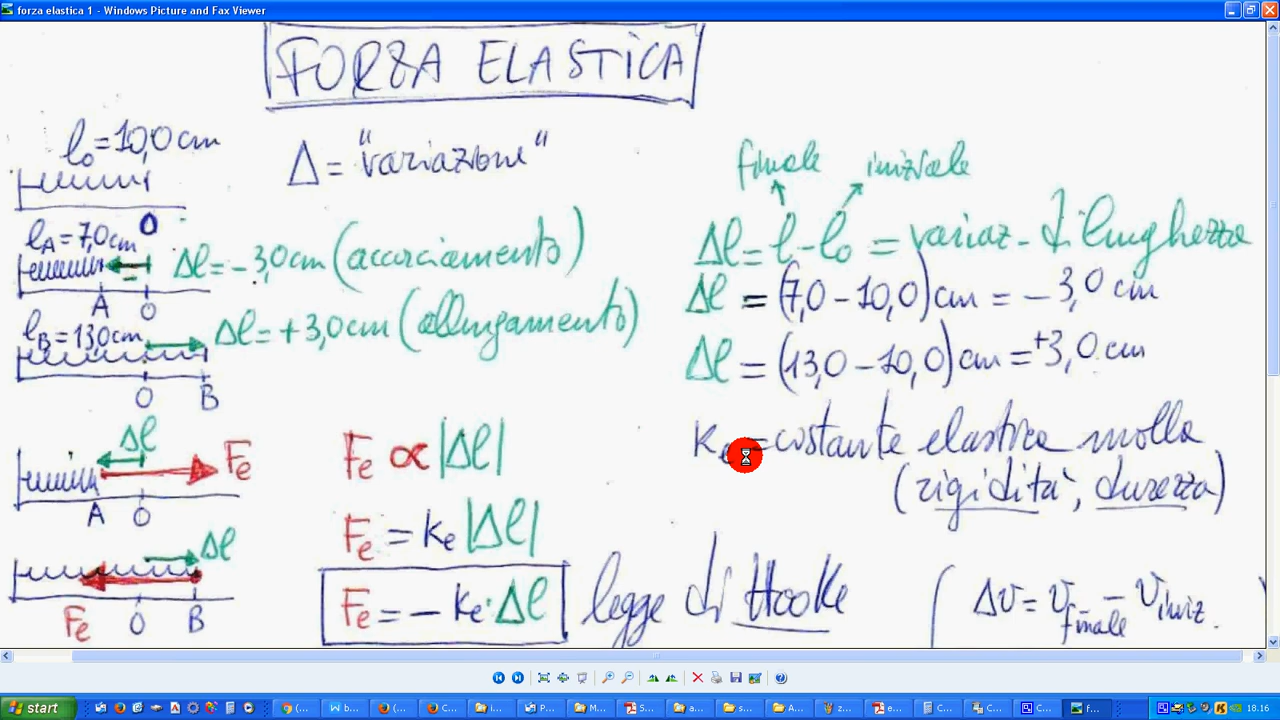 forza elastica 1 - Windows Picture and Fax Viewer
FORZA ELASTICA
l₀ = 10,0 cm
Δ = "variazione"
finale iniziale
O
l_A = 7,0 cm
Δl = -3,0 cm (accorciamento)
Δl = l - l₀ = variaz. di lunghezza
A O
Δl = (7,0 - 10,0) cm = -3,0 cm
l_B = 13,0 cm
Δl = +3,0 cm (allungamento)
Δl = (13,0 - 10,0) cm = +3,0 cm
O B
Δl
Fe
A O
Fe ∝ |Δl|
Ke = costante elastica molla
(rigidità, durezza)
Fe = Ke |Δl|
Δl
Fe O B
Fe = - Ke · Δl
legge di Hooke
(Δv = v_finale - v_iniz.)
start
W b...
C...
P...
M...
S...
a...
s...
z...
e...
C...
C...
C...
f...
18.16